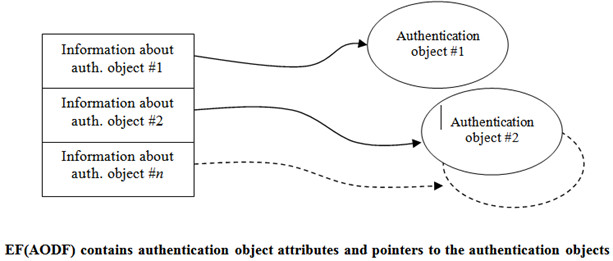 Information about
auth. object #1
Information about
auth. object #2
Information about
auth. object #n
Authentication
object #1
Authentication
object #2
EF(AODF) contains authentication object attributes and pointers to the authentication objects